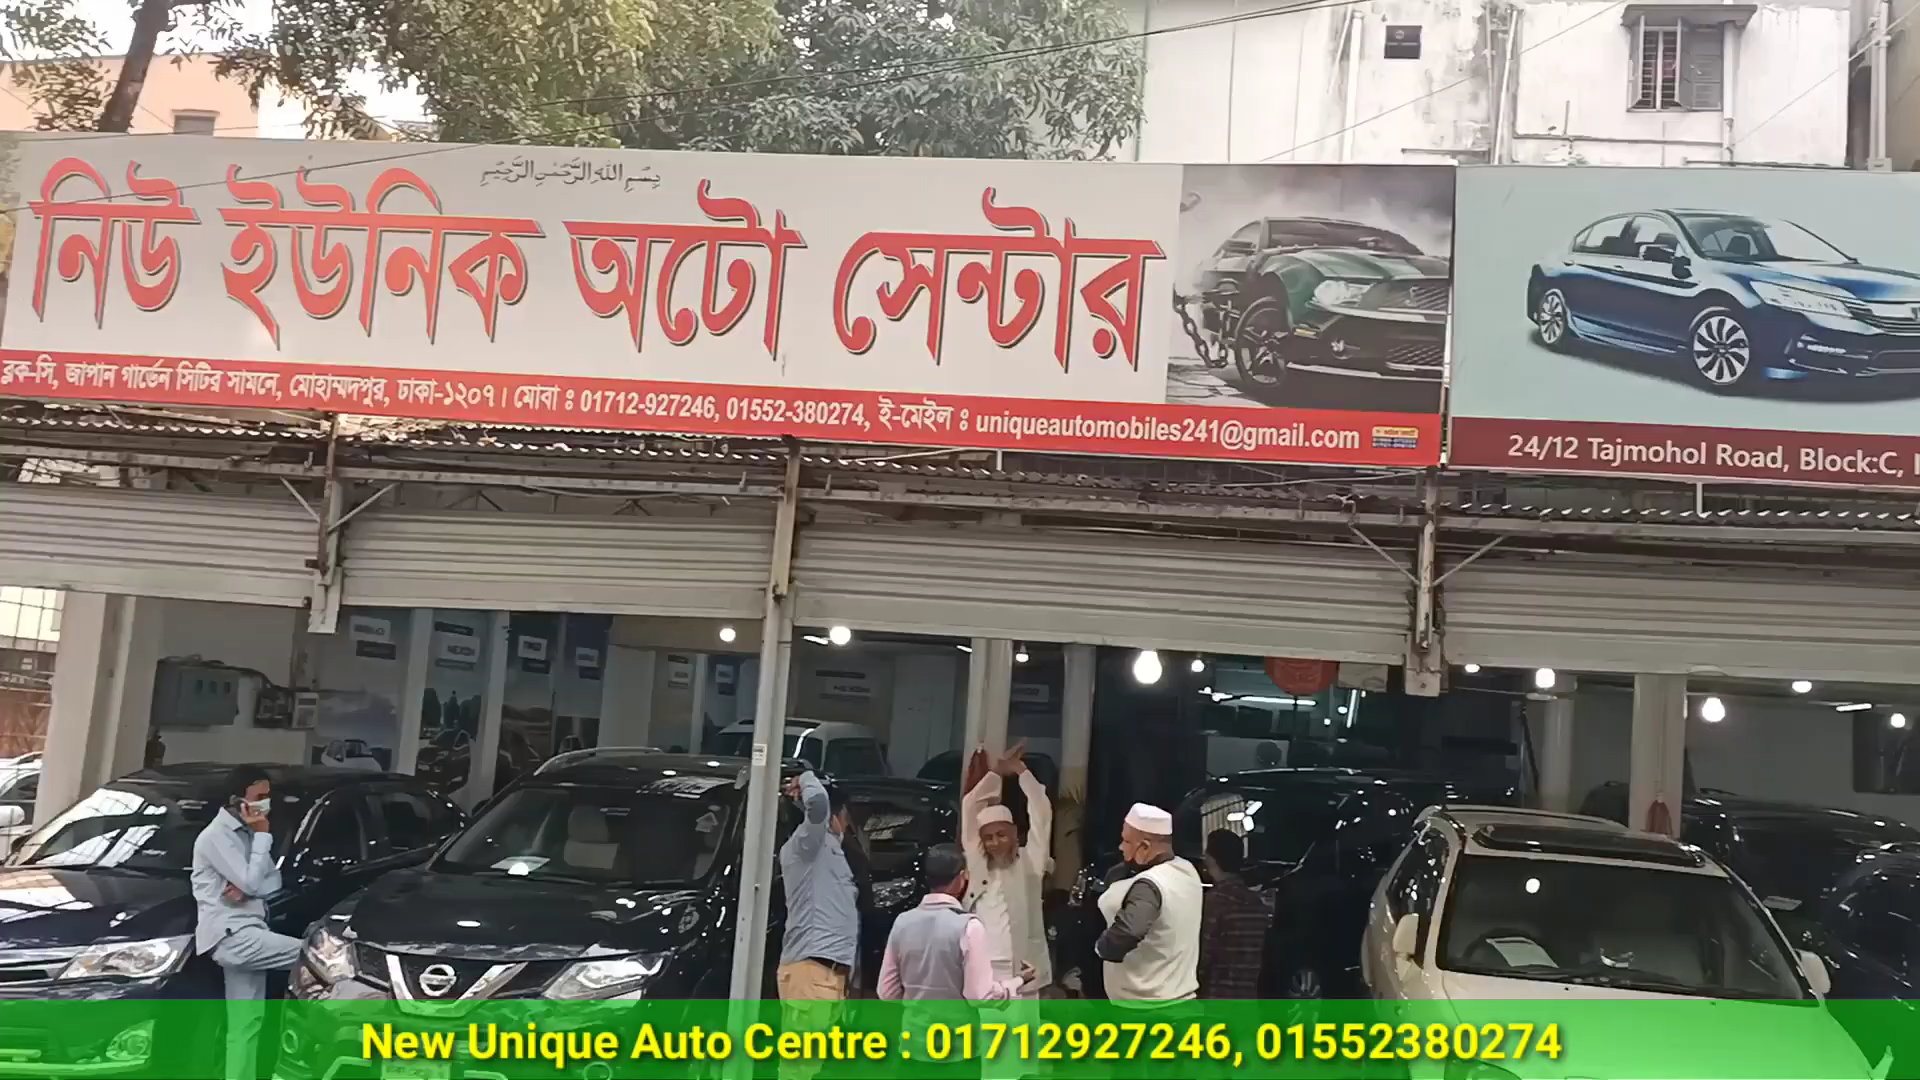 بسم الله الرحمن الرحيم
নিউ ইউনিক অটো সেন্টার
ব্লক-সি, জাপান গার্ডেন সিটির সামনে, মোহাম্মদপুর, ঢাকা-১২০৭। মোবা : 01712-927246, 01552-380274, ই-মেইল : uniqueautomobiles241@gmail.com
24/12 Tajmohol Road, Block:C,
NEXON
New Unique Auto Centre : 01712927246, 01552380274